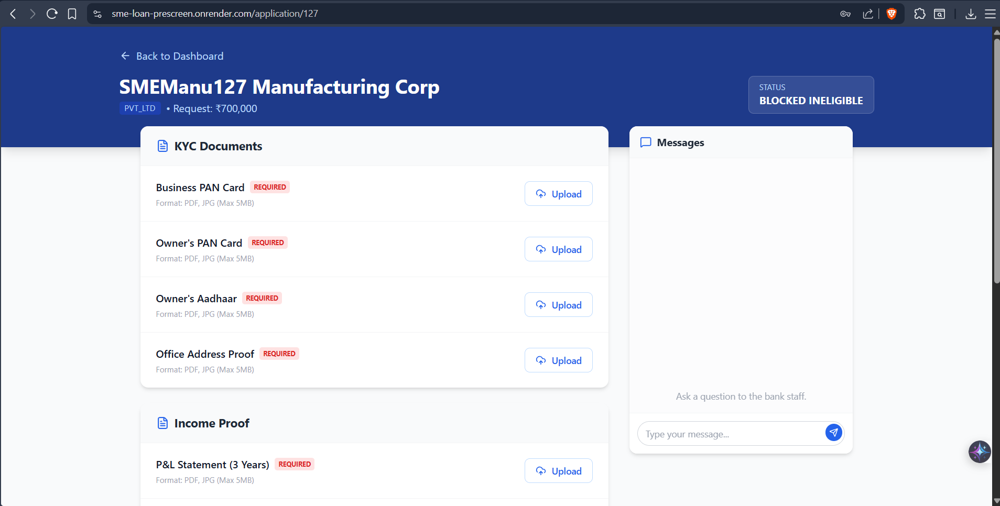 sme-loan-prescreen.onrender.com/application/127
Back to Dashboard
SMEManu127 Manufacturing Corp
PVT_LTD • Request: ₹700,000
STATUS
BLOCKED INELIGIBLE
KYC Documents
Business PAN Card REQUIRED
Format: PDF, JPG (Max 5MB)
Upload
Owner's PAN Card REQUIRED
Format: PDF, JPG (Max 5MB)
Upload
Owner's Aadhaar REQUIRED
Format: PDF, JPG (Max 5MB)
Upload
Office Address Proof REQUIRED
Format: PDF, JPG (Max 5MB)
Upload
Income Proof
P&L Statement (3 Years) REQUIRED
Format: PDF, JPG (Max 5MB)
Upload
Messages
Ask a question to the bank staff.
Type your message...